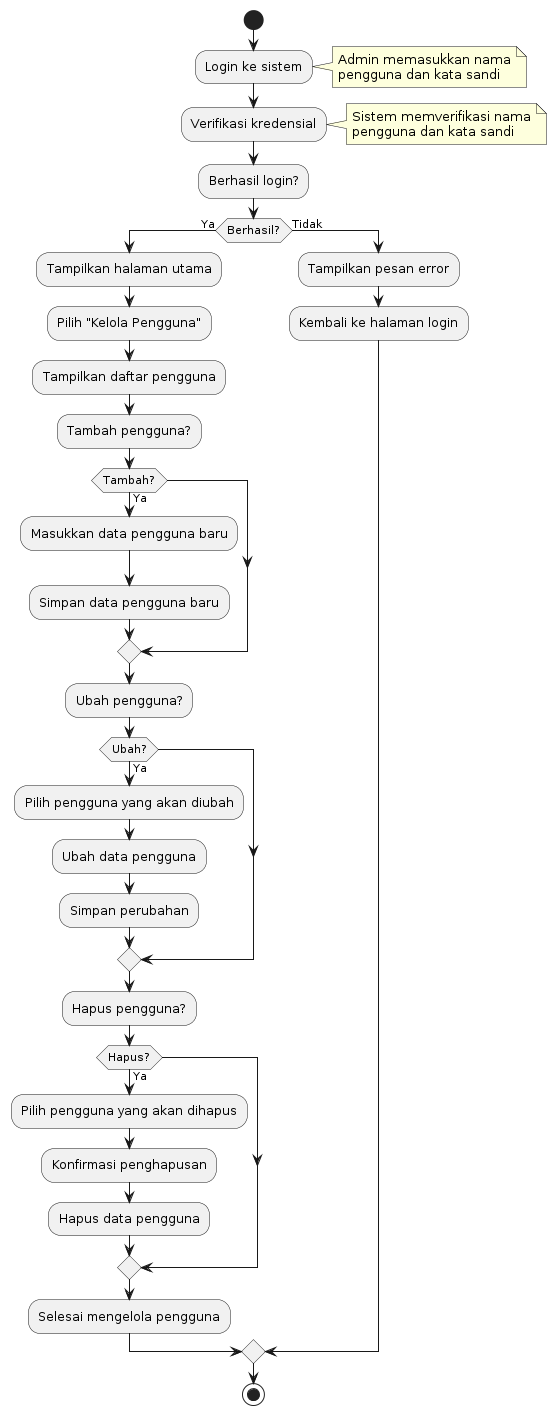 Login ke sistem
Admin memasukkan nama
pengguna dan kata sandi
Verifikasi kredensial
Sistem memverifikasi nama
pengguna dan kata sandi
Berhasil login?
Ya
Berhasil?
Tidak
Tampilkan halaman utama
Tampilkan pesan error
Pilih "Kelola Pengguna"
Kembali ke halaman login
Tampilkan daftar pengguna
Tambah pengguna?
Tambah?
Ya
Masukkan data pengguna baru
Simpan data pengguna baru
Ubah pengguna?
Ubah?
Ya
Pilih pengguna yang akan diubah
Ubah data pengguna
Simpan perubahan
Hapus pengguna?
Hapus?
Ya
Pilih pengguna yang akan dihapus
Konfirmasi penghapusan
Hapus data pengguna
Selesai mengelola pengguna